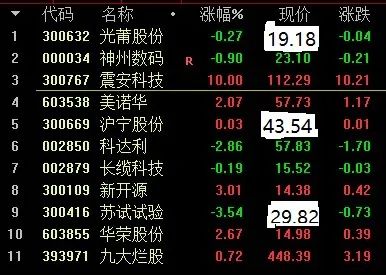 代码 名称 • 涨幅% 现价 涨跌
1 300632 光莆股份 -0.27 19.18 -0.04
2 000034 神州数码 R -0.90 23.10 -0.21
3 300767 震安科技 10.00 112.29 10.21
4 603538 美诺华 2.07 57.73 1.17
5 300669 沪宁股份 0.03 43.54 0.01
6 002850 科达利 -2.86 57.83 -1.70
7 002879 长缆科技 -0.19 15.52 -0.03
8 300109 新开源 3.01 14.38 0.42
9 300416 苏试试验 -3.54 29.82 -0.73
10 603855 华荣股份 2.67 14.98 0.39
11 393971 九大烂股 0.72 448.39 3.19